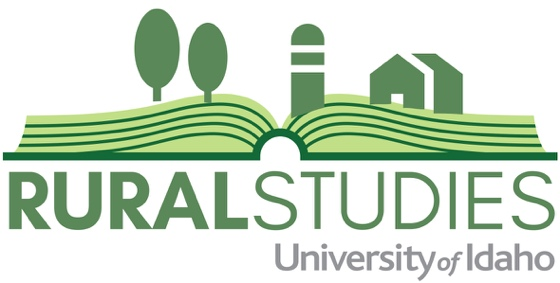 RURALSTUDIES
University of Idaho